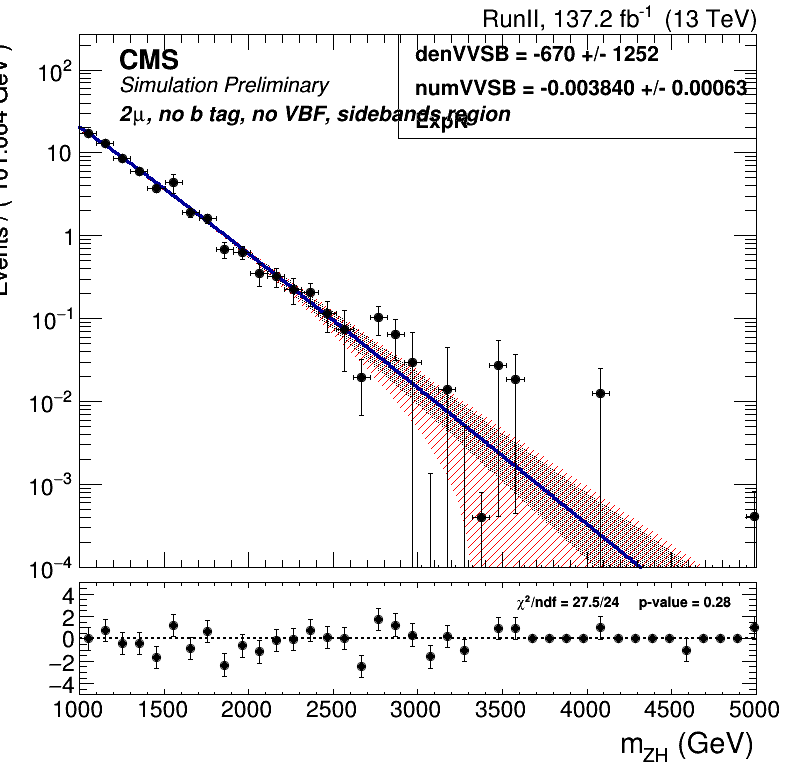 RunII, 137.2 fb⁻¹ (13 TeV)
CMS
Simulation Preliminary
2μ, no b tag, no VBF, sidebands region
denVVSB = -670 +/- 1252
numVVSB = -0.003840 +/- 0.00063
ExpN
10²
10
1
10⁻¹
10⁻²
10⁻³
10⁻⁴
χ²/ndf = 27.5/24 p-value = 0.28
4
2
0
−2
−4
1000 1500 2000 2500 3000 3500 4000 4500 5000
m_ZH (GeV)